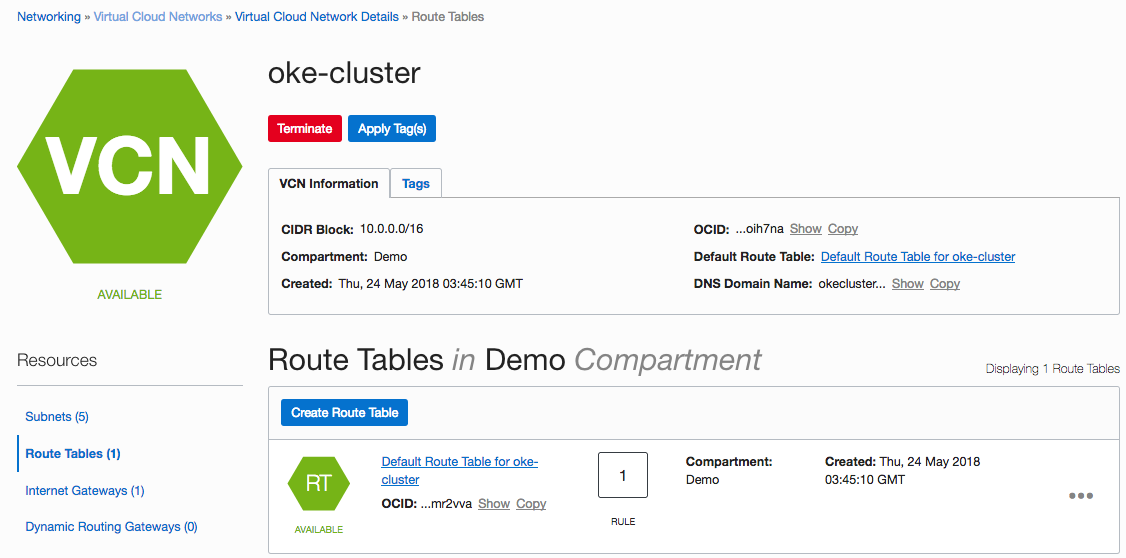 Networking » Virtual Cloud Networks » Virtual Cloud Network Details » Route Tables
VCN
AVAILABLE
oke-cluster
Terminate Apply Tag(s)
VCN Information Tags
CIDR Block: 10.0.0.0/16
Compartment: Demo
Created: Thu, 24 May 2018 03:45:10 GMT
OCID: ...oih7na Show Copy
Default Route Table: Default Route Table for oke-cluster
DNS Domain Name: okecluster... Show Copy
Resources
Subnets (5)
Route Tables (1)
Internet Gateways (1)
Dynamic Routing Gateways (0)
Route Tables in Demo Compartment
Displaying 1 Route Tables
Create Route Table
RT
AVAILABLE
Default Route Table for oke-
cluster
OCID: ...mr2vva Show Copy
1
RULE
Compartment:
Demo
Created: Thu, 24 May 2018
03:45:10 GMT